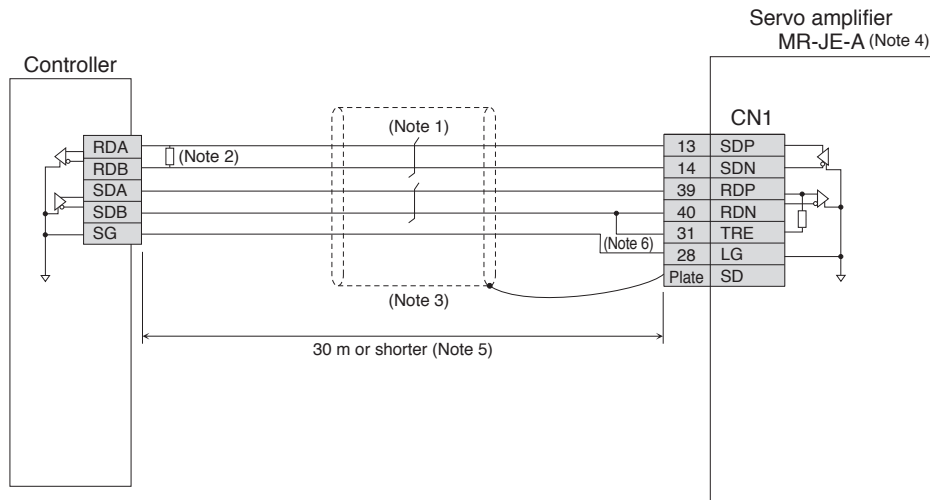 Servo amplifier
MR-JE-A (Note 4)
Controller
CN1
(Note 1)
RDA
(Note 2)
RDB
SDA
SDB
SG
13 SDP
14 SDN
39 RDP
40 RDN
31 TRE
(Note 6)
28 LG
Plate SD
(Note 3)
30 m or shorter (Note 5)